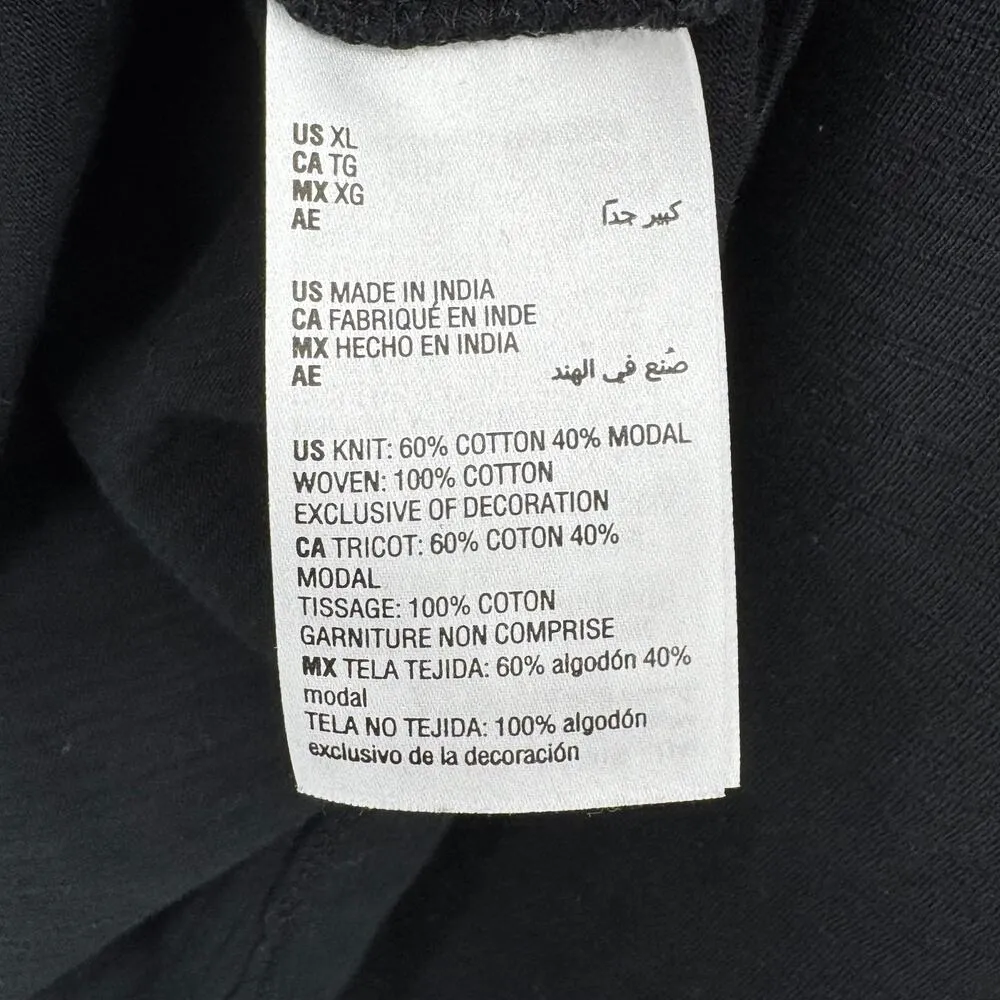 US XL
CA TG
MX XG
AE كبير جداً
US MADE IN INDIA
CA FABRIQUÉ EN INDE
MX HECHO EN INDIA
AE صُنع في الهند
US KNIT: 60% COTTON 40% MODAL
WOVEN: 100% COTTON
EXCLUSIVE OF DECORATION
CA TRICOT: 60% COTON 40%
MODAL
TISSAGE: 100% COTON
GARNITURE NON COMPRISE
MX TELA TEJIDA: 60% algodón 40%
modal
TELA NO TEJIDA: 100% algodón
exclusivo de la decoración